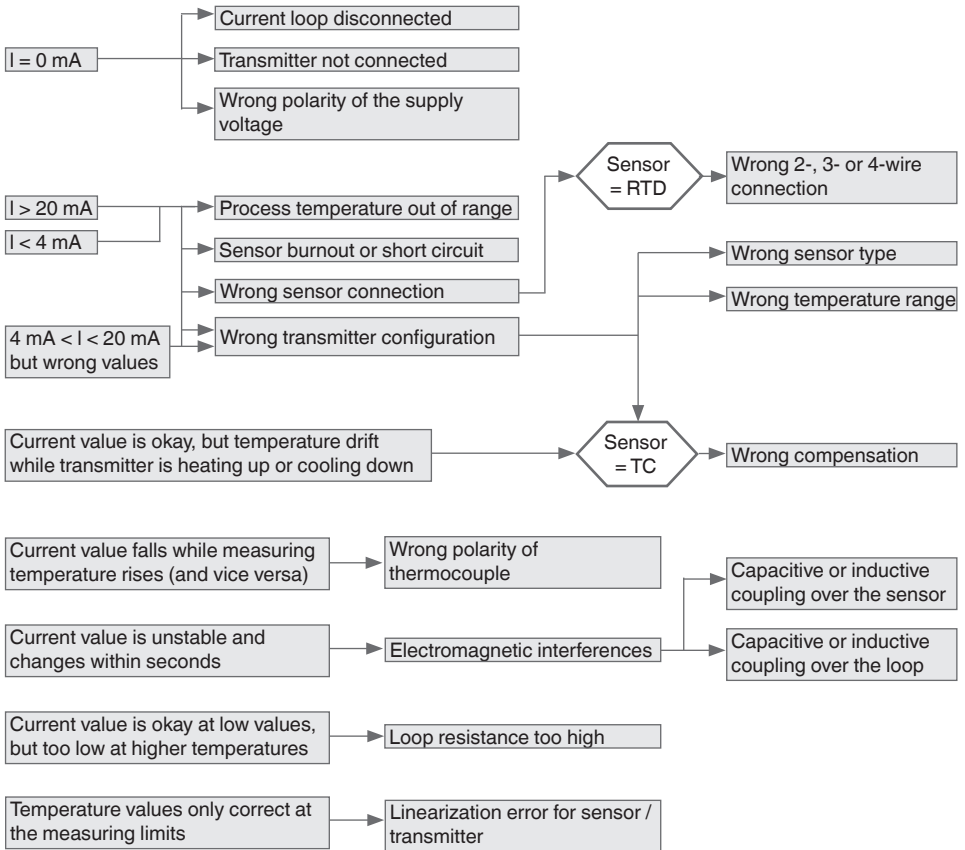 I = 0 mA
Current loop disconnected
Transmitter not connected
Wrong polarity of the supply
voltage
I > 20 mA
I < 4 mA
4 mA < I < 20 mA
but wrong values
Process temperature out of range
Sensor burnout or short circuit
Wrong sensor connection
Wrong transmitter configuration
Sensor
= RTD
Wrong 2-, 3- or 4-wire
connection
Wrong sensor type
Wrong temperature range
Current value is okay, but temperature drift
while transmitter is heating up or cooling down
Sensor
= TC
Wrong compensation
Current value falls while measuring
temperature rises (and vice versa)
Wrong polarity of
thermocouple
Current value is unstable and
changes within seconds
Electromagnetic interferences
Capacitive or inductive
coupling over the sensor
Capacitive or inductive
coupling over the loop
Current value is okay at low values,
but too low at higher temperatures
Loop resistance too high
Temperature values only correct at
the measuring limits
Linearization error for sensor /
transmitter